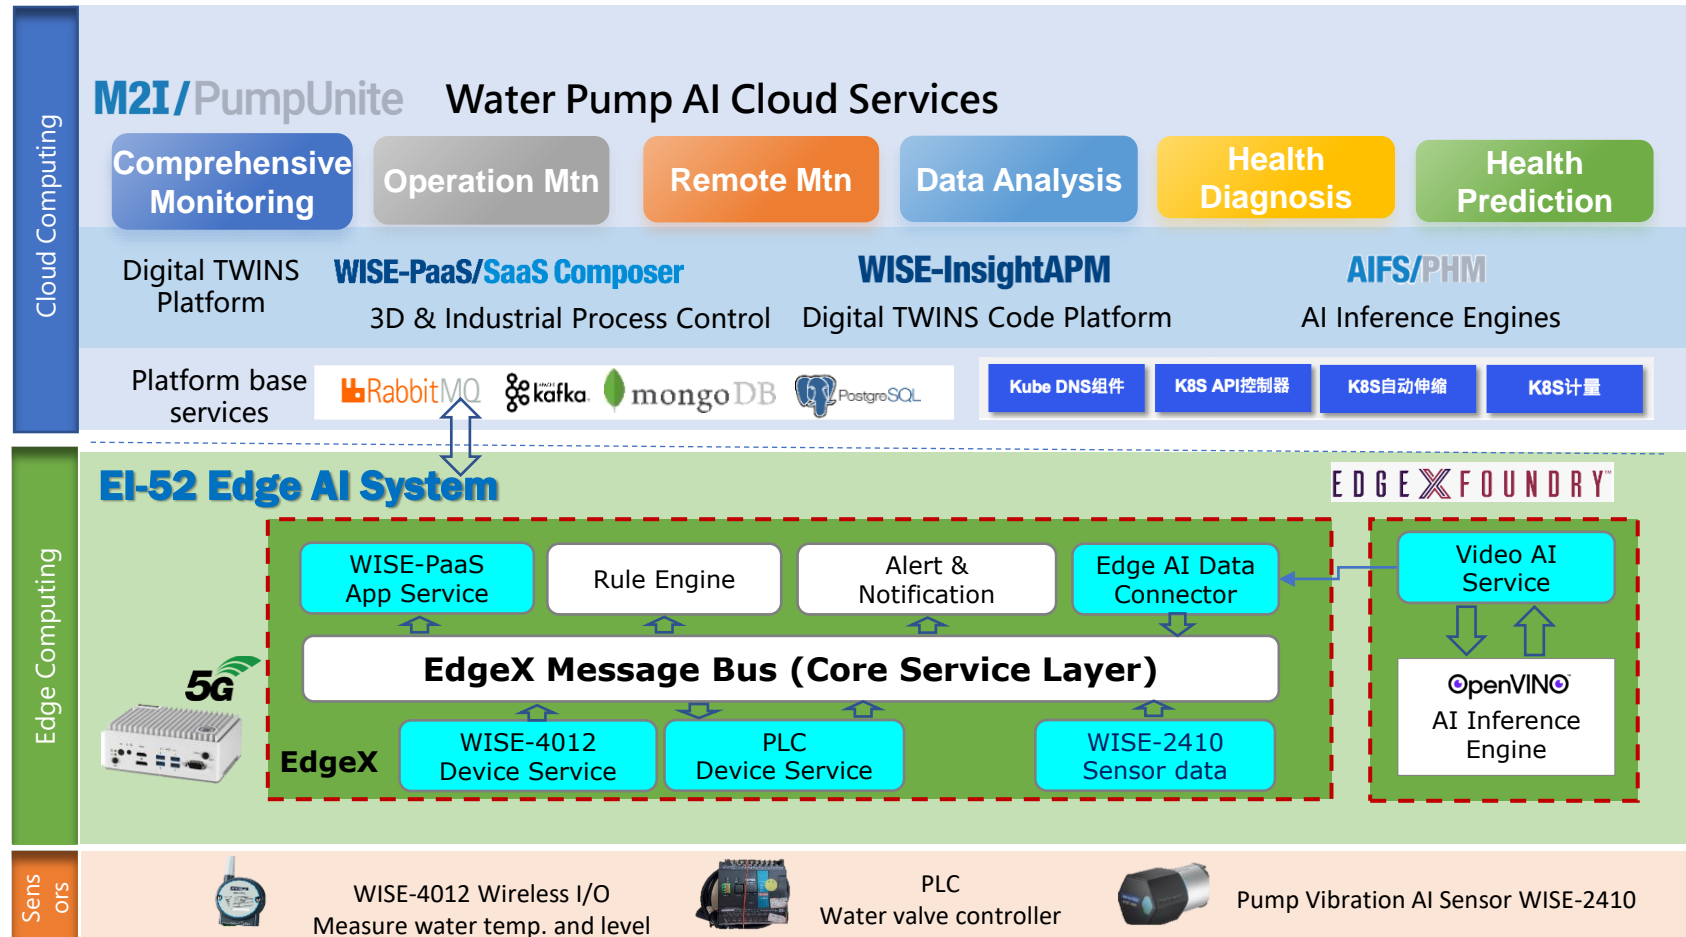 Cloud Computing
M2I/PumpUnite
Water Pump AI Cloud Services
Comprehensive
Monitoring
Operation Mtn
Remote Mtn
Data Analysis
Health
Diagnosis
Health
Prediction
Digital TWINS
Platform
WISE-PaaS/SaaS Composer
3D & Industrial Process Control
WISE-InsightAPM
Digital TWINS Code Platform
AIFS/PHM
AI Inference Engines
Platform base
services
RabbitMQ
APACHE
kafka.
mongoDB
PostgreSQL
Kube DNS组件
K8S API控制器
K8S自动伸缩
K8S计量
Edge Computing
EI-52 Edge AI System
EDGE X FOUNDRY™
WISE-PaaS
App Service
Rule Engine
Alert &
Notification
Edge AI Data
Connector
Video AI
Service
EdgeX Message Bus (Core Service Layer)
5G
OpenVINO
AI Inference
Engine
EdgeX
WISE-4012
Device Service
PLC
Device Service
WISE-2410
Sensor data
Sens
ors
WISE-4012 Wireless I/O
Measure water temp. and level
PLC
Water valve controller
Pump Vibration AI Sensor WISE-2410